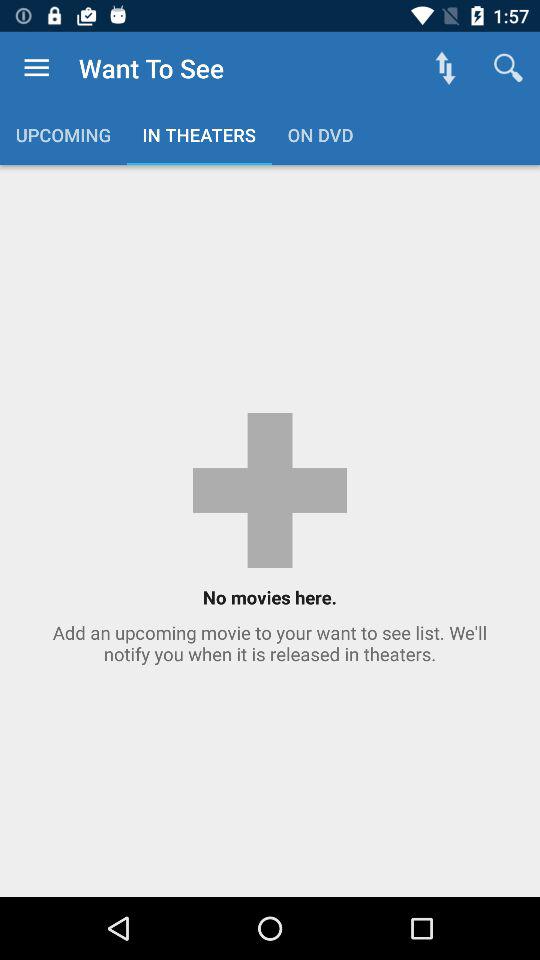 1:57
Want To See
UPCOMING IN THEATERS ON DVD
No movies here.
Add an upcoming movie to your want to see list. We'll
notify you when it is released in theaters.